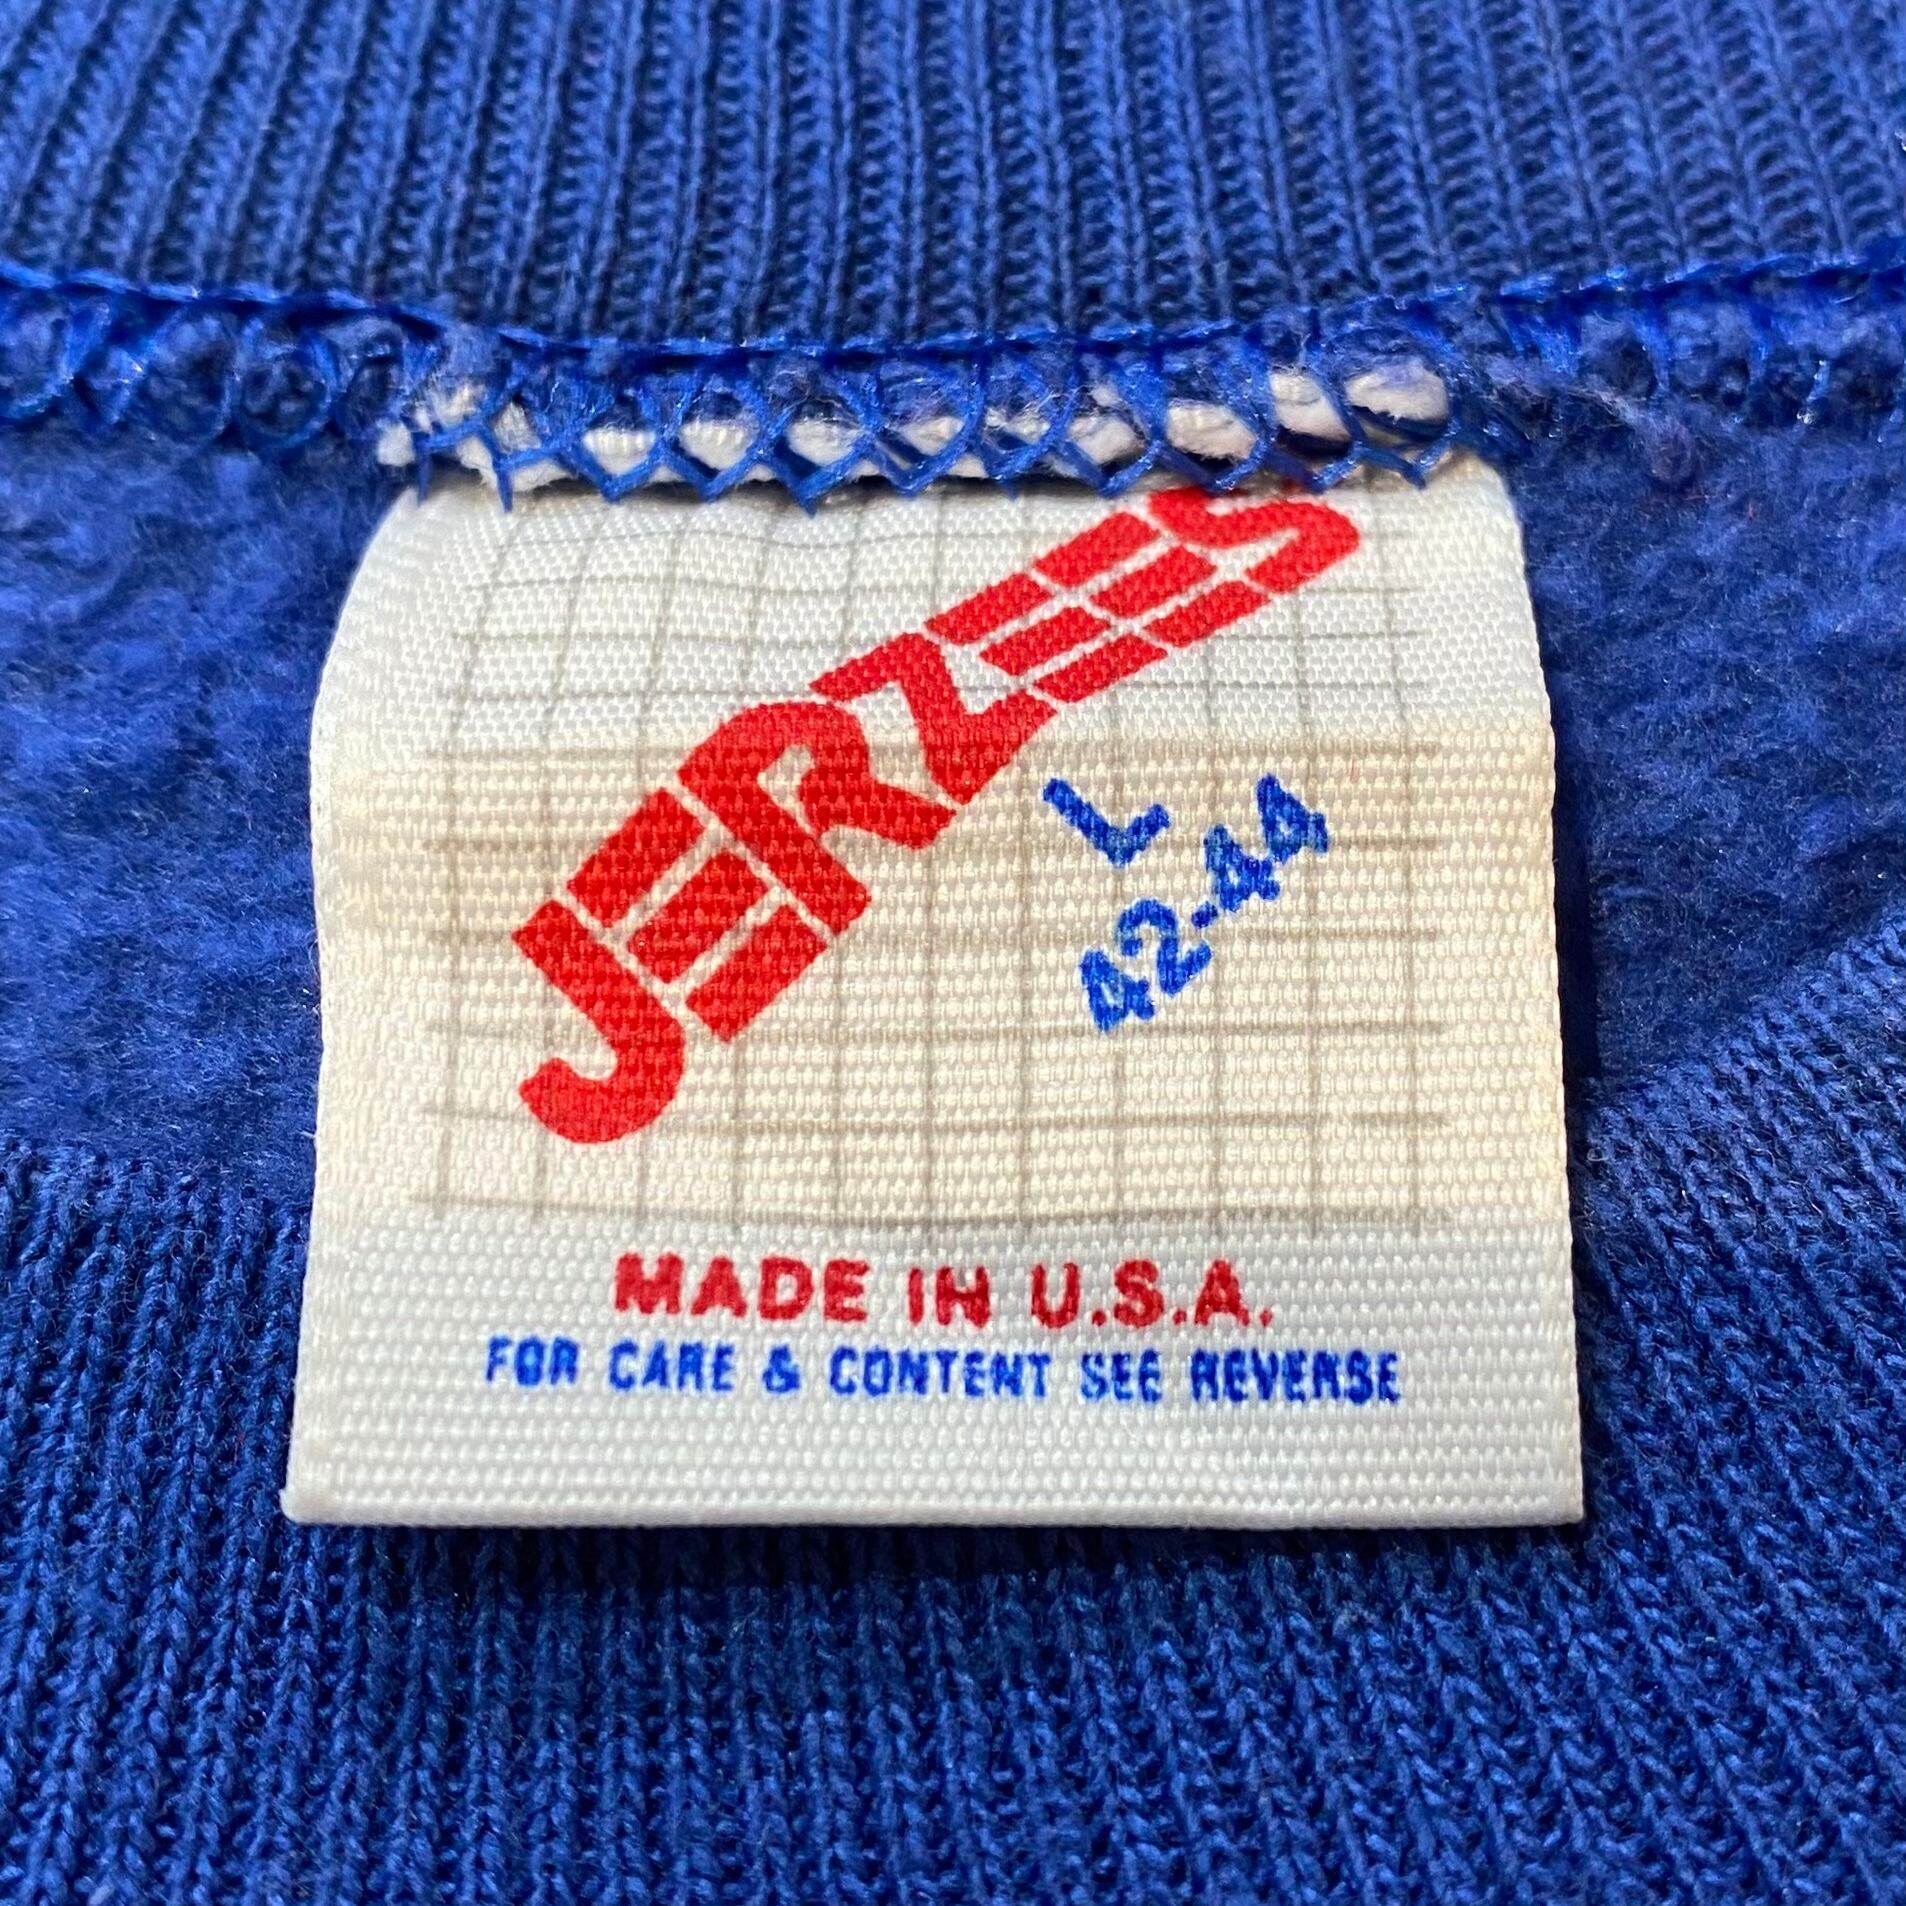 JERZEES
L
42-44
MADE IN U.S.A.
FOR CARE & CONTENT SEE REVERSE